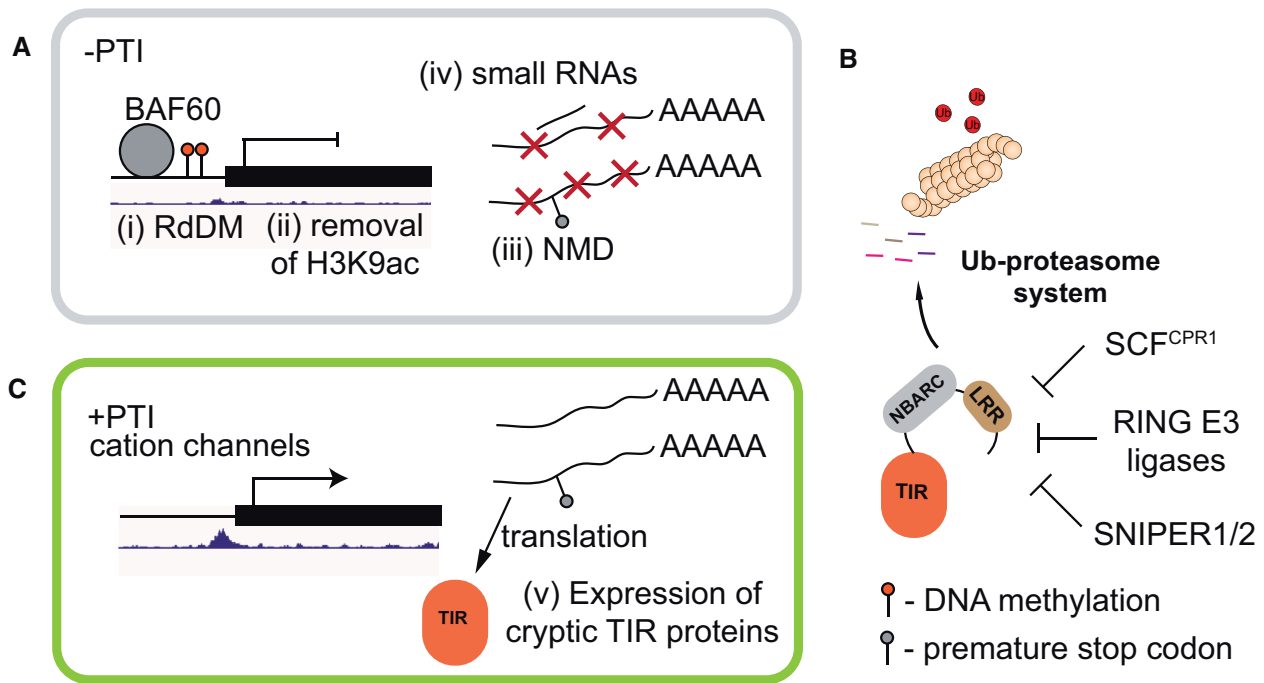 A
-PTI
(iv) small RNAs
BAF60
AAAAA
AAAAA
(i) RdDM
(ii) removal
of H3K9ac
(iii) NMD
B
Ub
Ub
Ub
Ub-proteasome
system
SCFCPR1
NBARC
LRR
RING E3
ligases
TIR
SNIPER1/2
- DNA methylation
- premature stop codon
C
+PTI
cation channels
AAAAA
AAAAA
translation
TIR
(v) Expression of
cryptic TIR proteins